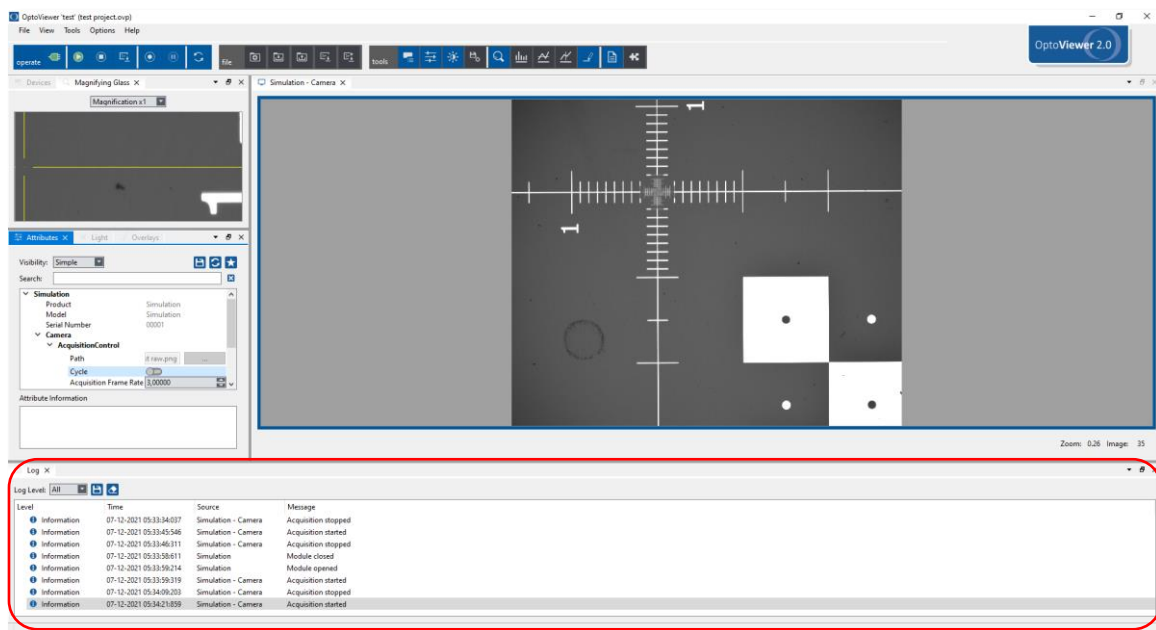 OptoViewer 'test' (test project.ovp)
File View Tools Options Help
operate file tools
OptoViewer 2.0
Devices Magnifying Glass
Simulation - Camera
Magnification x1
1
1
Attributes Light Overlays
Visibility: Simple
Search:
Simulation
Product Simulation
Model Simulation
Serial Number 00001
Camera
AcquisitionControl
Path it raw.png ...
Cycle
Acquisition Frame Rate 3,00000
Attribute Information
Zoom: 0.26 Image: 35
Log
Log Level: All
Level Time Source Message
Information 07-12-2021 05:33:34:037 Simulation - Camera Acquisition stopped
Information 07-12-2021 05:33:45:546 Simulation - Camera Acquisition started
Information 07-12-2021 05:33:46:311 Simulation - Camera Acquisition stopped
Information 07-12-2021 05:33:58:611 Simulation Module closed
Information 07-12-2021 05:33:59:214 Simulation Module opened
Information 07-12-2021 05:33:59:319 Simulation - Camera Acquisition started
Information 07-12-2021 05:34:09:203 Simulation - Camera Acquisition stopped
Information 07-12-2021 05:34:21:859 Simulation - Camera Acquisition started